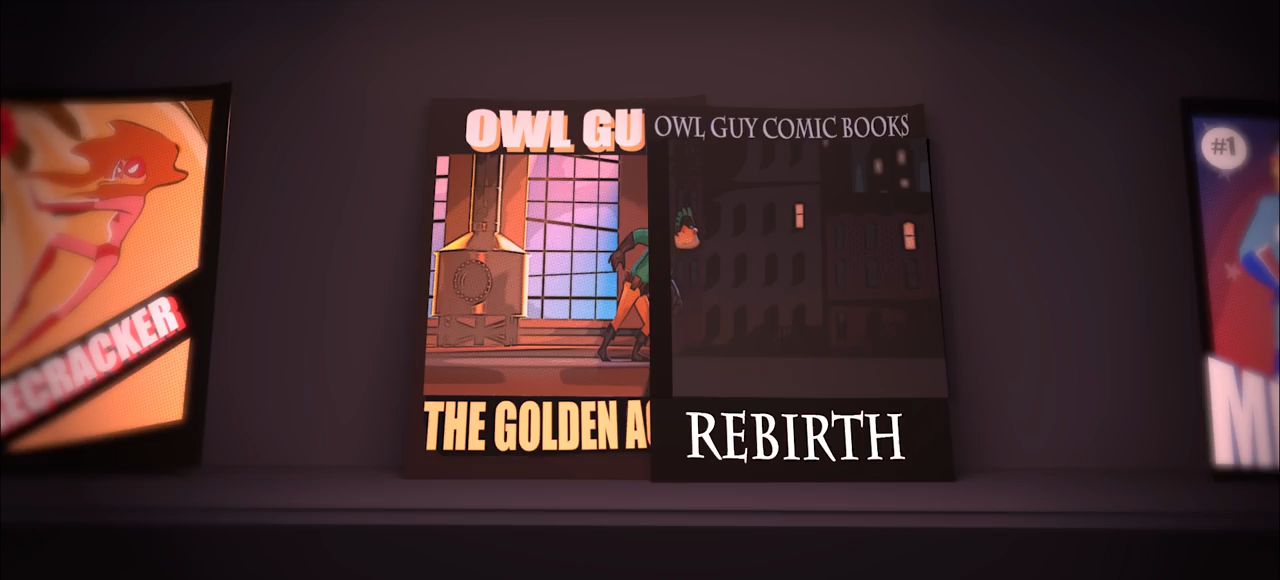 OWL GU
THE GOLDEN A
OWL GUY COMIC BOOKS
REBIRTH
ECRACKER
#1
M